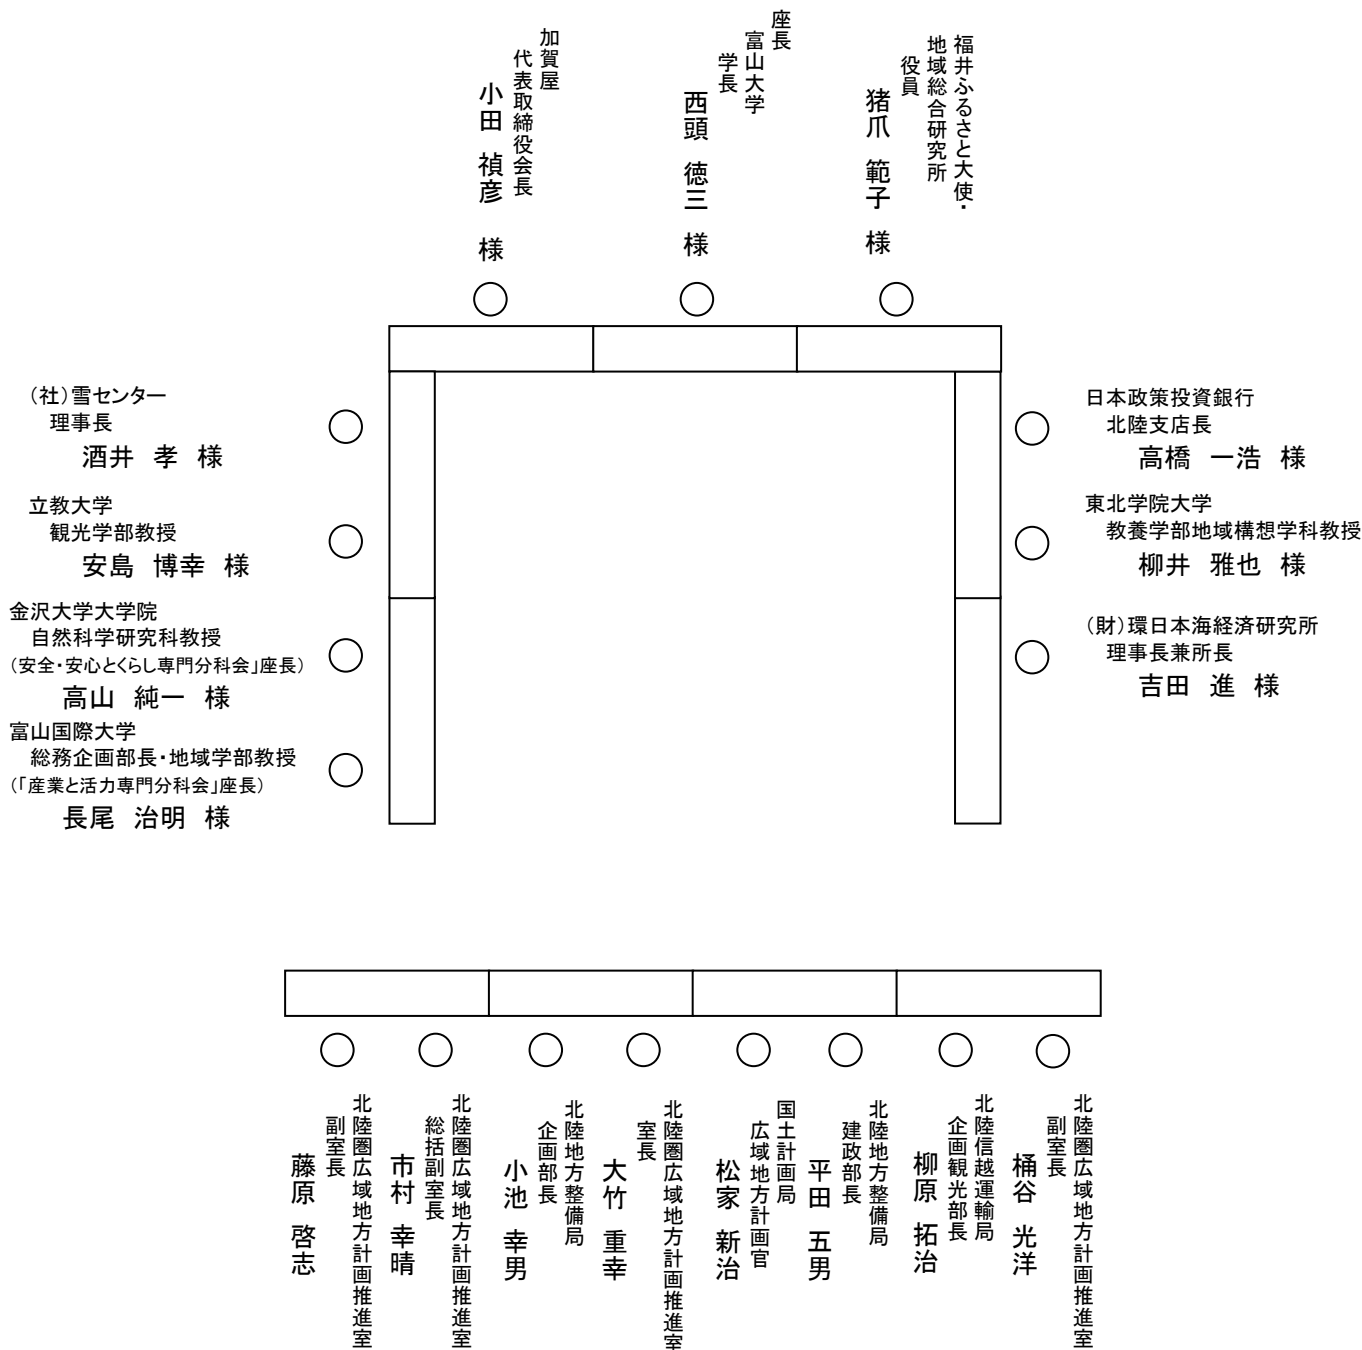 加賀屋
代表取締役会長
小田 禎彦 様
座長
富山大学
学長
西頭 徳三 様
福井ふるさと大使・
地域総合研究所
役員
猪爪 範子 様
(社)雪センター
理事長
酒井 孝 様
立教大学
観光学部教授
安島 博幸 様
金沢大学大学院
自然科学研究科教授
(安全・安心とくらし専門分科会」座長)
高山 純一 様
富山国際大学
総務企画部長・地域学部教授
(「産業と活力専門分科会」座長)
長尾 治明 様
日本政策投資銀行
北陸支店長
高橋 一浩 様
東北学院大学
教養学部地域構想学科教授
柳井 雅也 様
(財)環日本海経済研究所
理事長兼所長
吉田 進 様
北陸圏広域地方計画推進室
副室長
藤原 啓志
北陸圏広域地方計画推進室
総括副室長
市村 幸晴
北陸地方整備局
企画部長
小池 幸男
北陸圏広域地方計画推進室
室長
大竹 重幸
国土計画局
広域地方計画官
松家 新治
北陸地方整備局
建政部長
平田 五男
北陸信越運輸局
企画観光部長
柳原 拓治
北陸圏広域地方計画推進室
副室長
桶谷 光洋